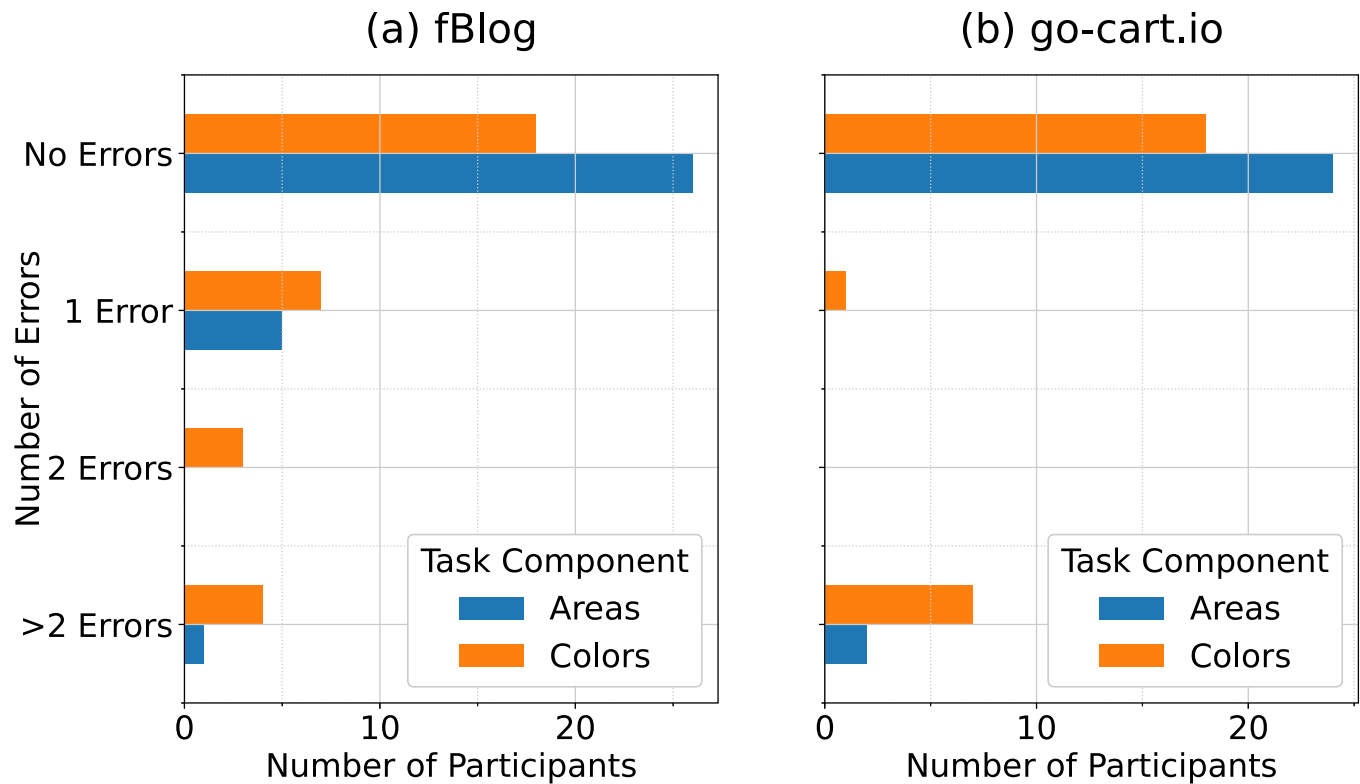 (a) fBlog
(b) go-cart.io
Number of Errors
No Errors
1 Error
2 Errors
>2 Errors
Task Component
Areas
Colors
0
10
20
Number of Participants
Task Component
Areas
Colors
0
10
20
Number of Participants